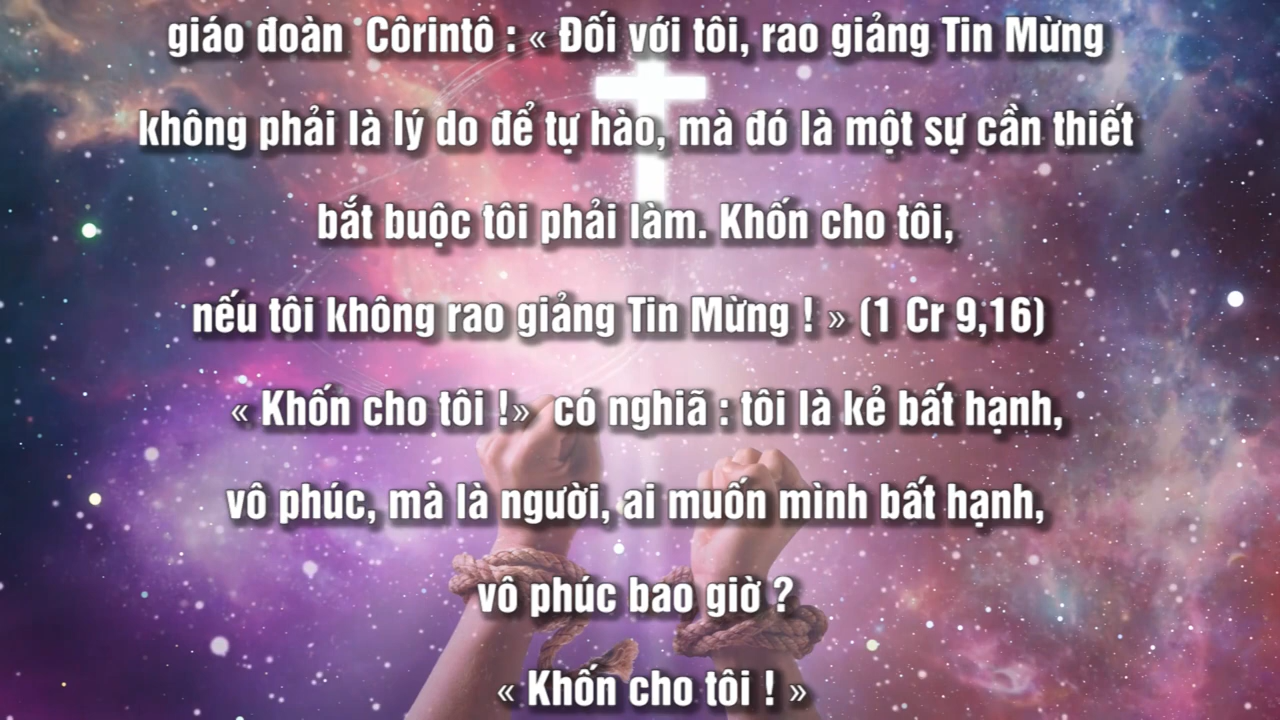 giáo đoàn Côrintô : « Đối với tôi, rao giảng Tin Mừng
không phải là lý do để tự hào, mà đó là một sự cần thiết
bắt buộc tôi phải làm. Khốn cho tôi,
nếu tôi không rao giảng Tin Mừng ! » (1 Cr 9,16)
« Khốn cho tôi !» có nghiã : tôi là kẻ bất hạnh,
vô phúc, mà là người, ai muốn mình bất hạnh,
vô phúc bao giờ ?
« Khốn cho tôi ! »